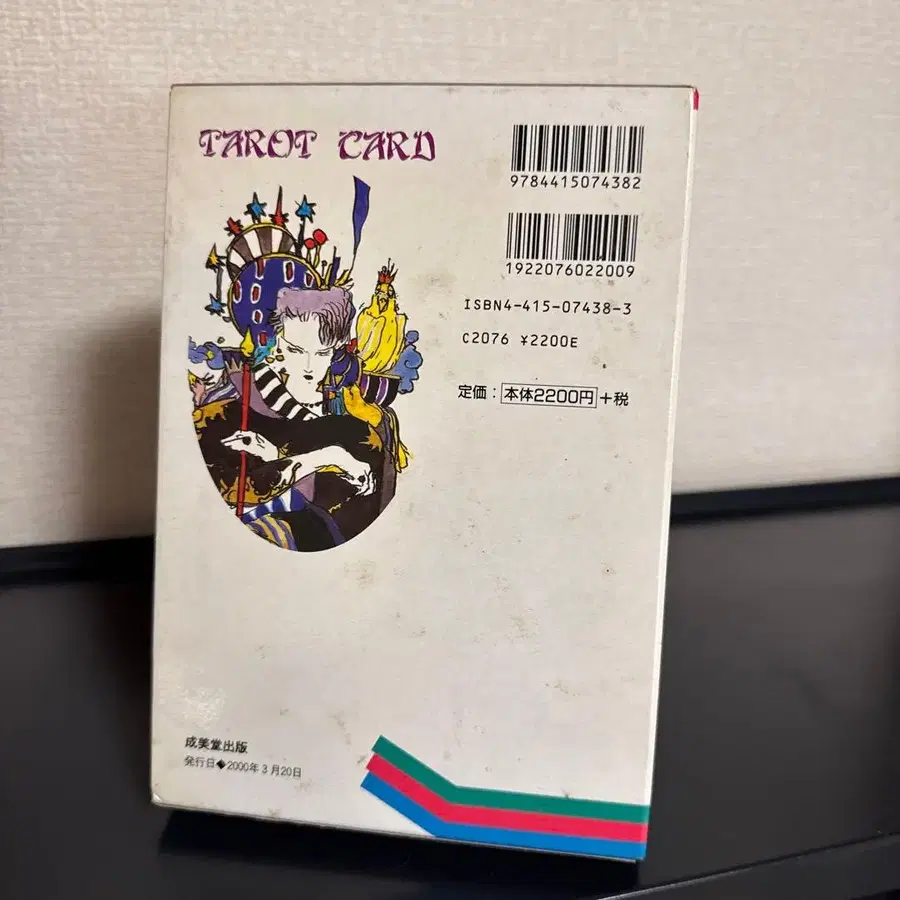 TAROT CARD
9784415074382
1922076022009
ISBN4-415-07438-3
C2076 ¥2200E
定価：本体2200円+税
成美堂出版
発行日◆2000年3月20日